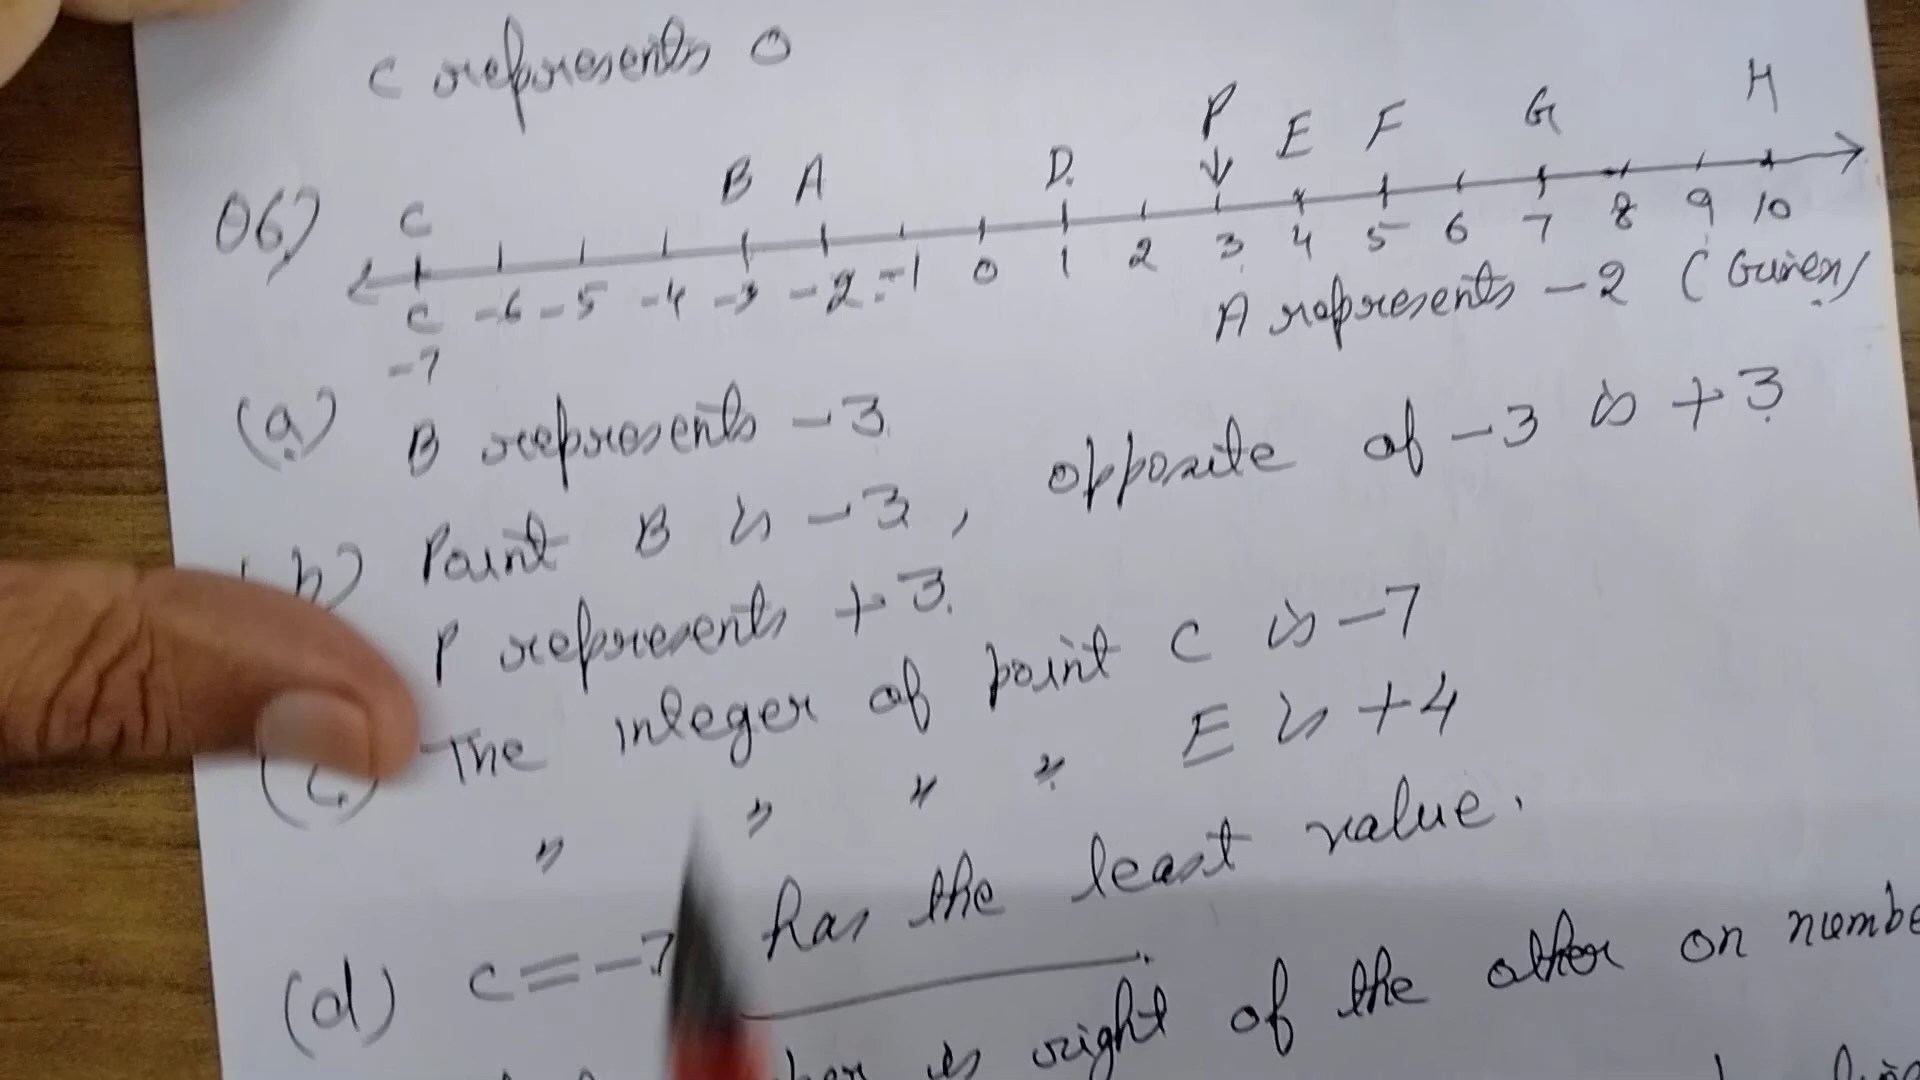 C represents 0
06) C B A D. P E F G H
↓
C -6 -5 -4 -3 -2 -1 0 1 2 3 4 5 6 7 8 9 10
-7
A represents -2 (Given)
(a) B represents -3
(b) Point B is -3, opposite of -3 is +3
P represents +3.
(c) The integer of point C is -7
" " " " E is +4
(d) C = -7 has the least value.
is right of the other on